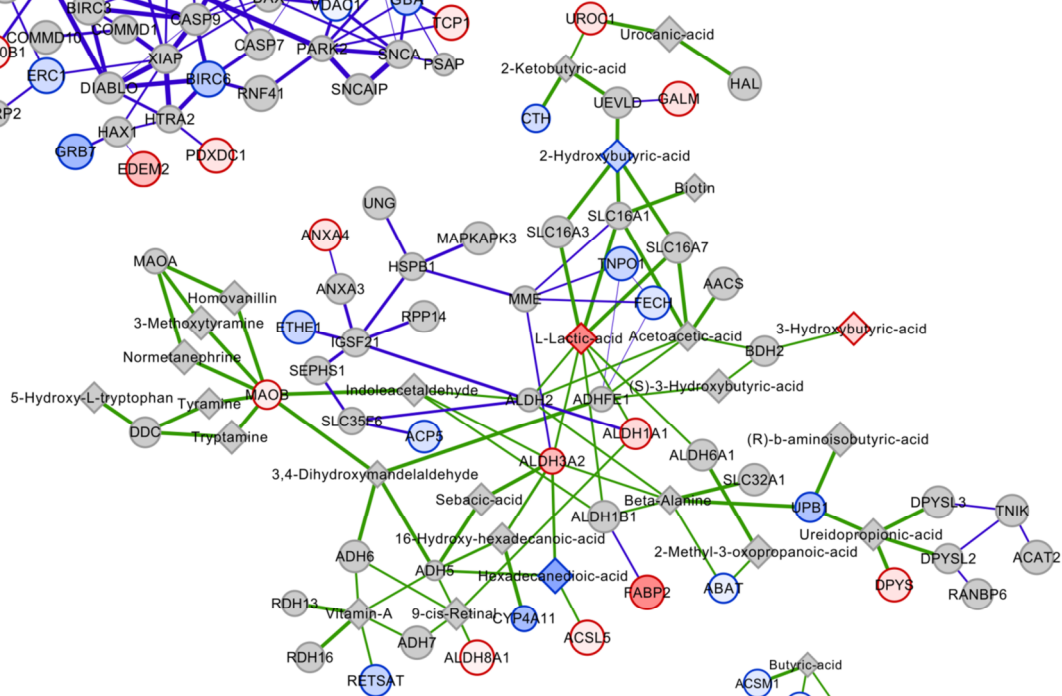 BIRC3
CASP9
VDAC1
GBA
TCP1
UROC1
COMMD10
COMMD1
CASP7
PARK2
SNCA
PSAP
Urocanic-acid
0B1
ERC1
XIAP
DIABLO
BIRC6
RNF41
SNCAIP
2-Ketobutyric-acid
HAL
RP2
HAX1
HTRA2
UEVLD
GALM
CTH
EDEM2
PDXDC1
2-Hydroxybutyric-acid
Biotin
UNG
SLC16A1
SLC16A3
ANXA4
MAPKAPK3
SLC16A7
MAOA
HSPB1
TNPO1
AACS
Homovanillin
ANXA3
MME
FECH
3-Methoxytyramine
ETHE1
RPP14
IGSF21
L-Lactic-acid
Acetoacetic-acid
3-Hydroxybutyric-acid
Normetanephrine
BDH2
SEPHS1
5-Hydroxy-L-tryptophan
Tyramine
MAOB
Indoleacetaldehyde
ALDH2
ADHFE1
(S)-3-Hydroxybutyric-acid
DDC
Tryptamine
SLC35F6
ACP5
ALDH1A1
(R)-b-aminoisobutyric-acid
3,4-Dihydroxymandelaldehyde
ALDH3A2
ALDH6A1
SLC32A1
Sebacic-acid
Beta-Alanine
UPB1
DPYSL3
TNIK
ALDH1B1
16-Hydroxy-hexadecanoic-acid
Ureidopropionic-acid
ADH6
2-Methyl-3-oxopropanoic-acid
DPYSL2
ACAT2
ADH5
Hexadecanedioic-acid
FABP2
ABAT
DPYS
RANBP6
RDH13
Vitamin-A
9-cis-Retinal
CYP4A11
ACSL5
RDH16
ADH7
ALDH8A1
RETSAT
Butyric-acid
ACSM1